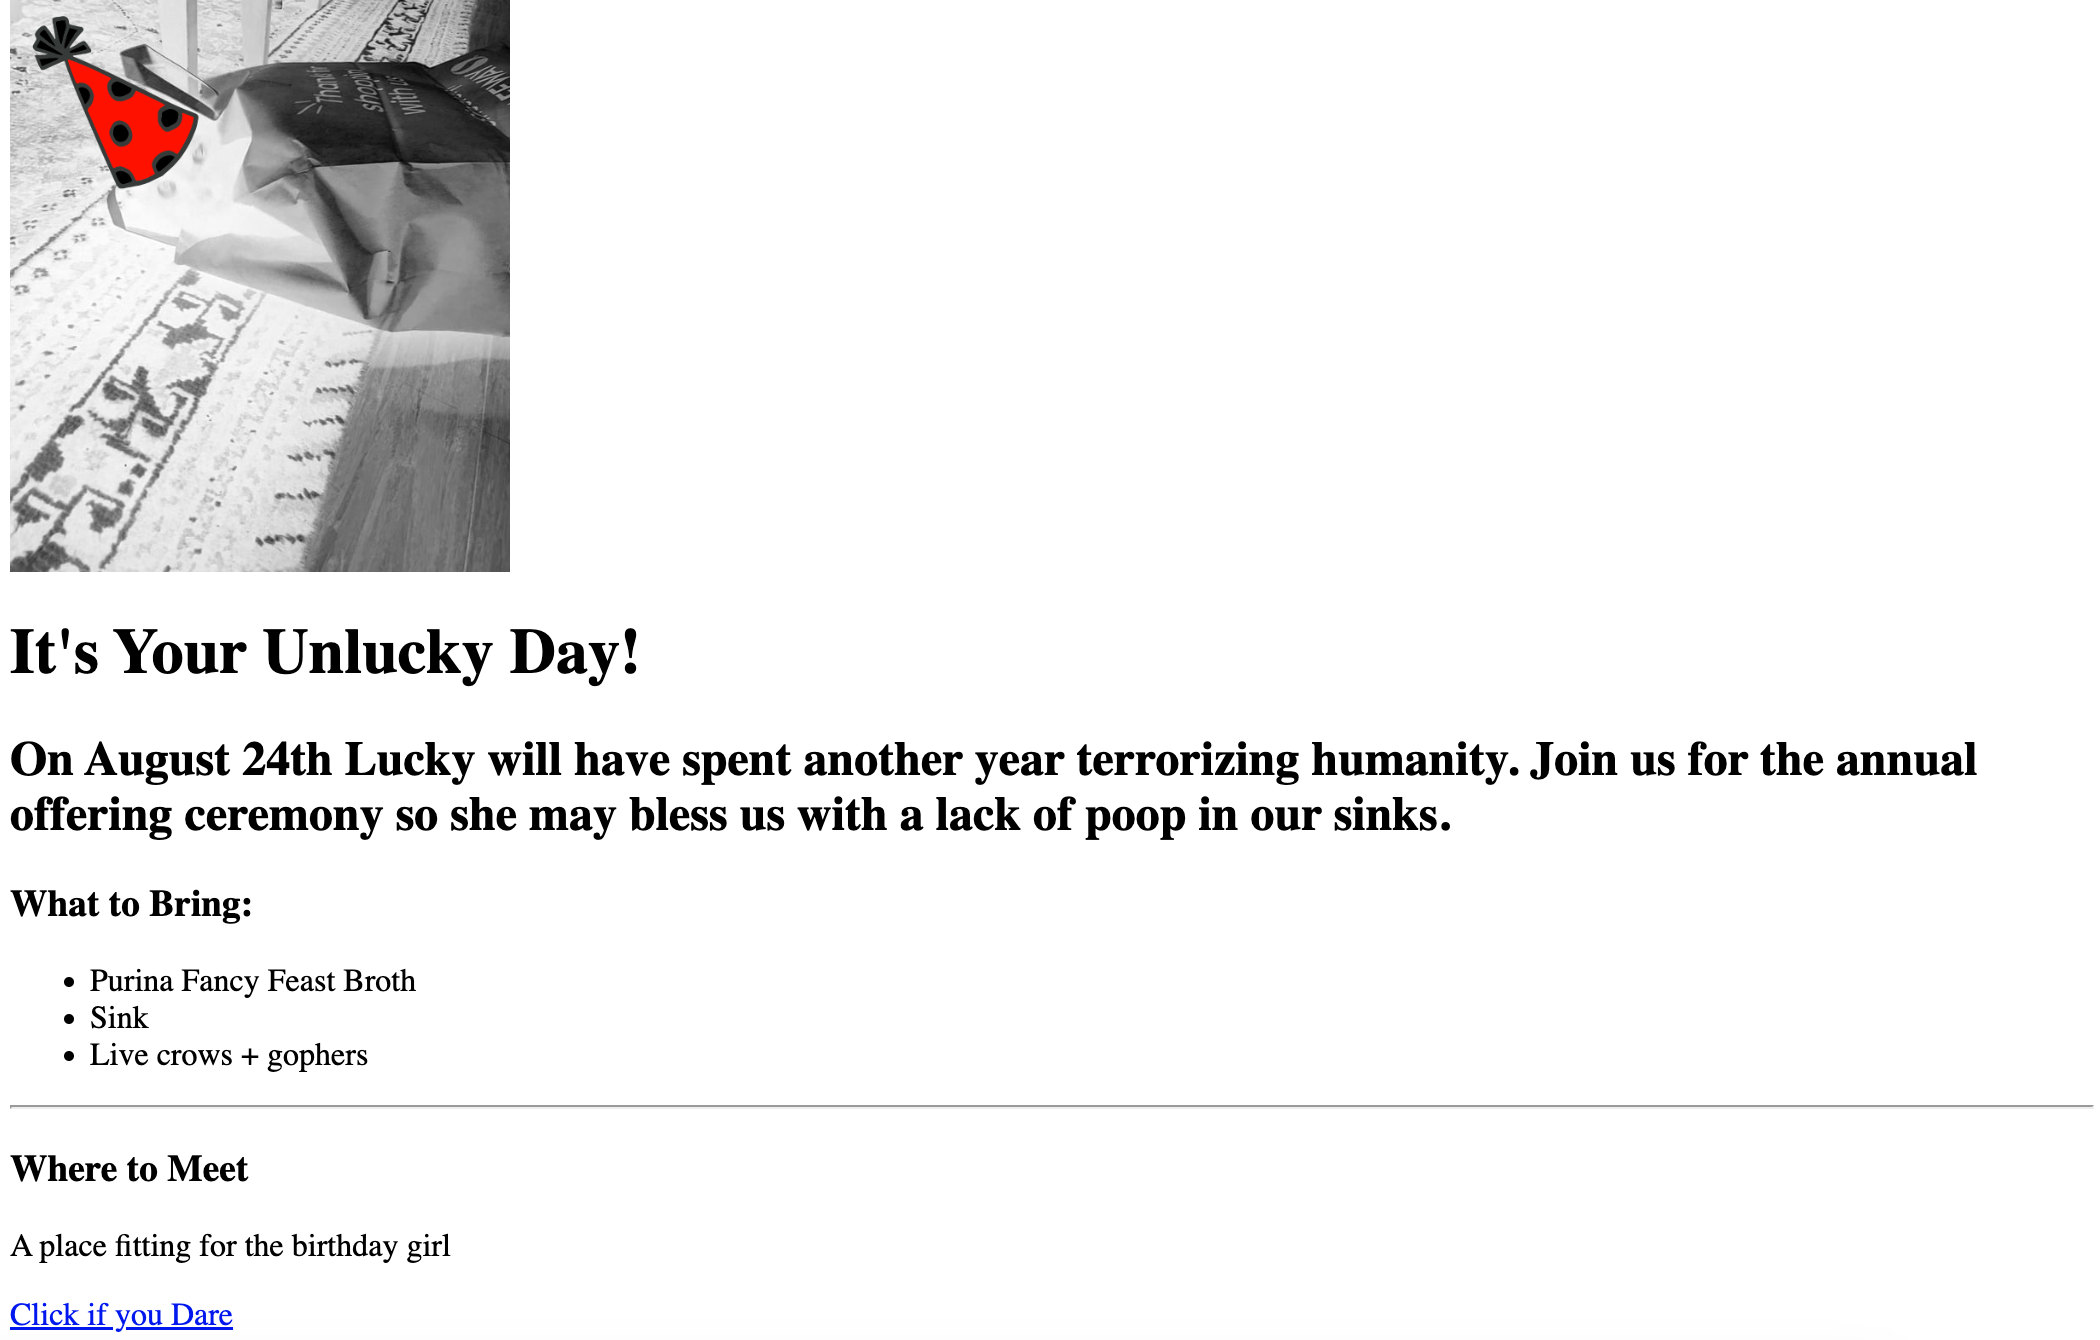 Thank
shopping
with us
It's Your Unlucky Day!
On August 24th Lucky will have spent another year terrorizing humanity. Join us for the annual
offering ceremony so she may bless us with a lack of poop in our sinks.
What to Bring:
Purina Fancy Feast Broth
Sink
Live crows + gophers
Where to Meet
A place fitting for the birthday girl
Click if you Dare